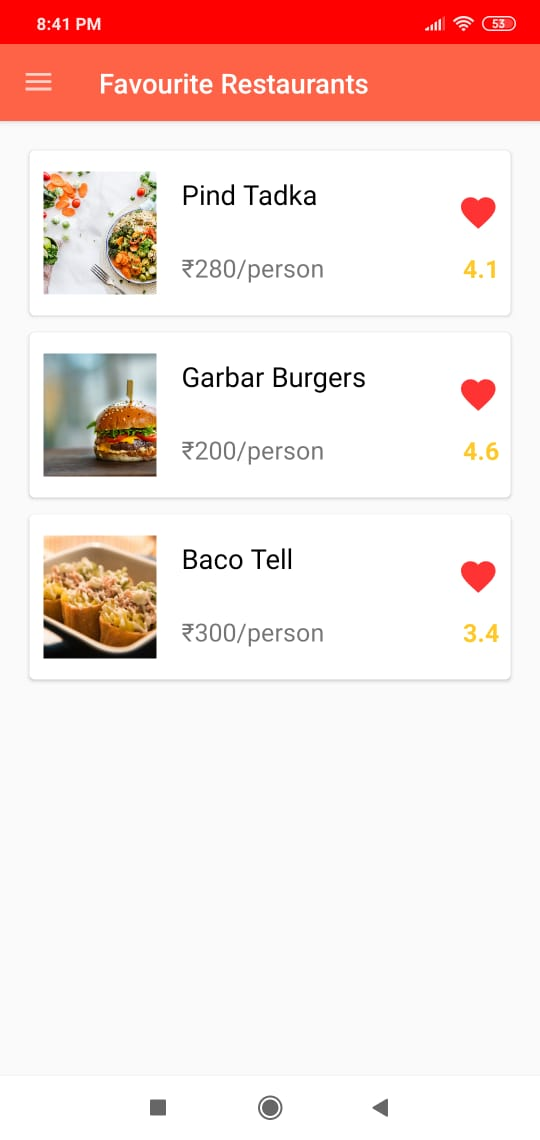 8:41 PM 53
Favourite Restaurants
Pind Tadka
₹280/person 4.1
Garbar Burgers
₹200/person 4.6
Baco Tell
₹300/person 3.4